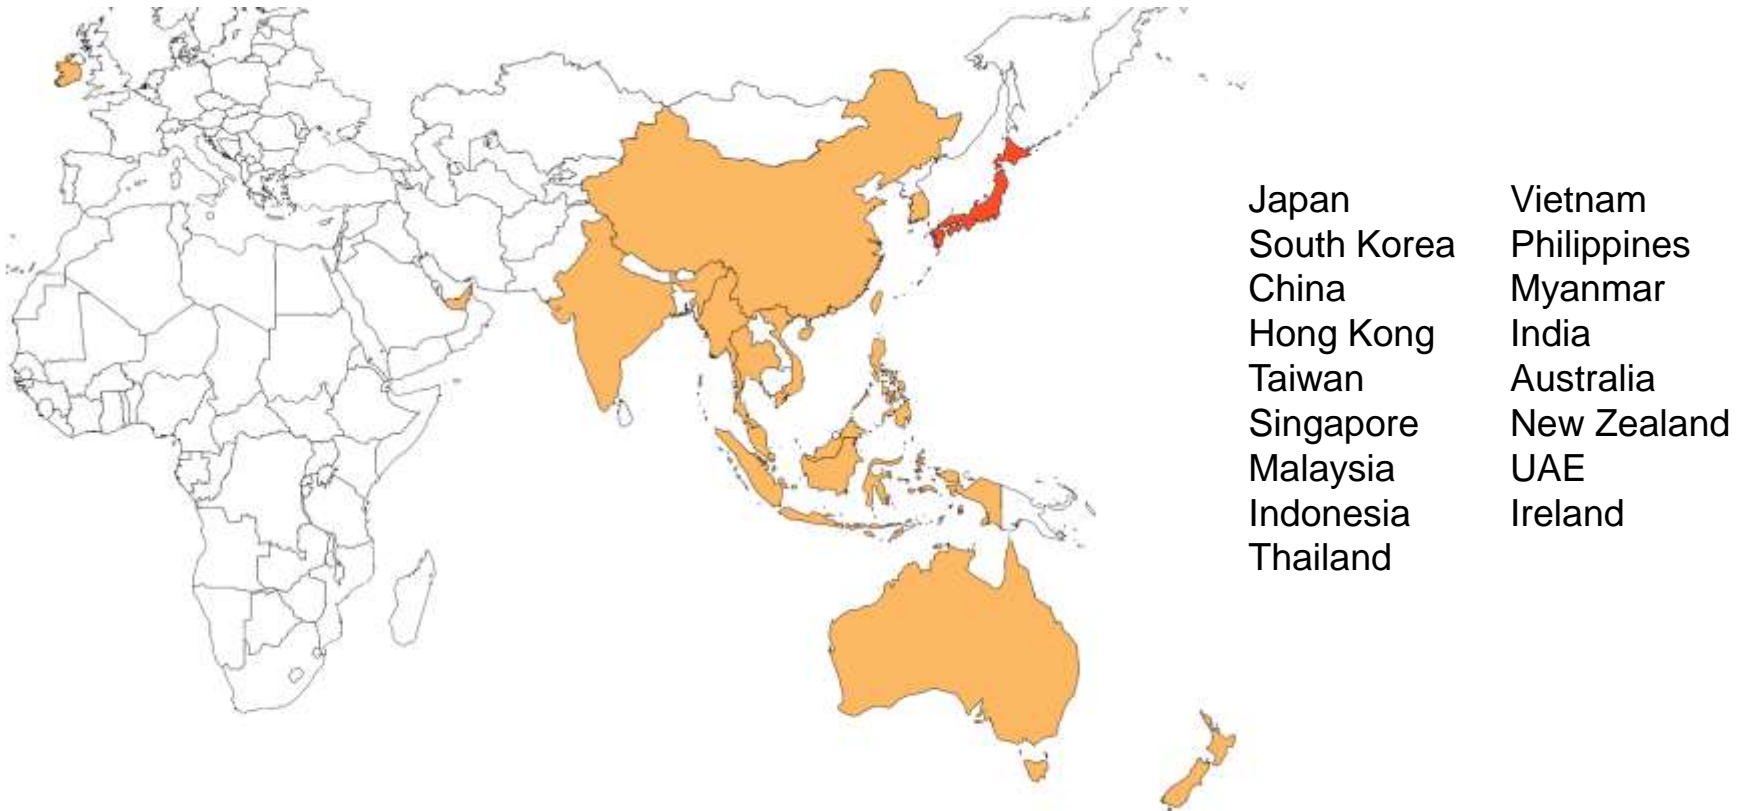 Japan
South Korea
China
Hong Kong
Taiwan
Singapore
Malaysia
Indonesia
Thailand
Vietnam
Philippines
Myanmar
India
Australia
New Zealand
UAE
Ireland